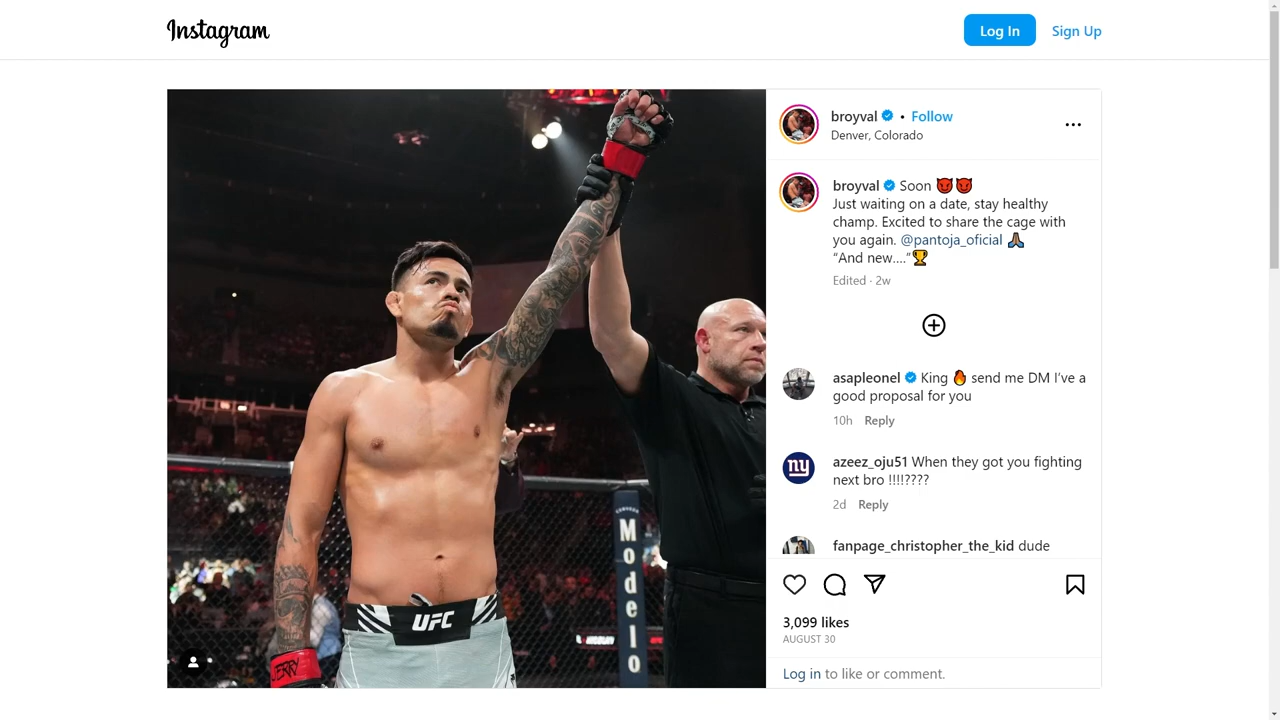 Instagram
Log In
Sign Up
broyval • Follow
Denver, Colorado
broyval Soon 😈😈
Just waiting on a date, stay healthy
champ. Excited to share the cage with
you again. @pantoja_oficial 🙏🏽
“And new....”🏆
Edited · 2w
asapleonel King 🔥 send me DM I’ve a
good proposal for you
10h Reply
azeez_oju51 When they got you fighting
next bro !!!!????
2d Reply
fanpage_christopher_the_kid dude
3,099 likes
AUGUST 30
Log in to like or comment.
UFC
JERRY
CERVEZA
Modelo
ny